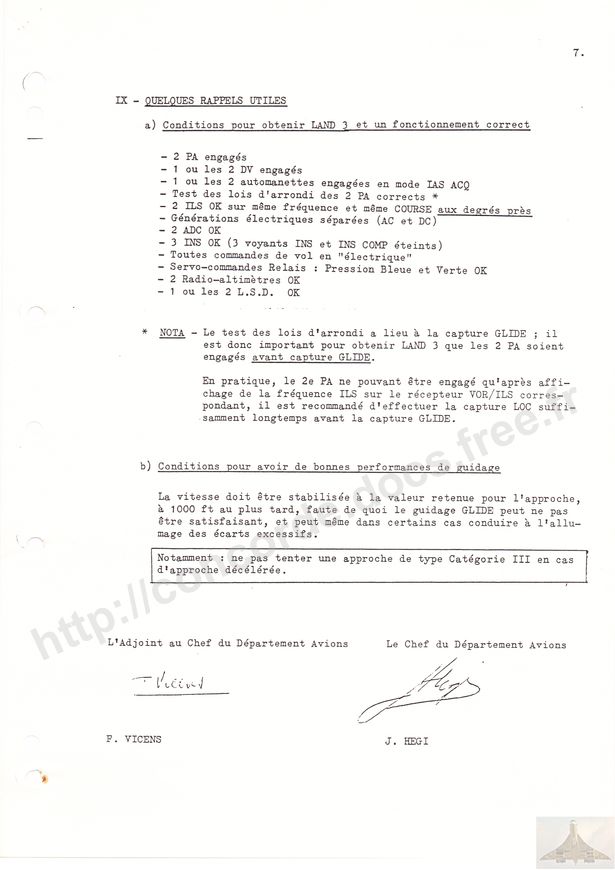 7.
IX - QUELQUES RAPPELS UTILES
a) Conditions pour obtenir LAND 3 et un fonctionnement correct
- 2 PA engagés
- 1 ou les 2 DV engagés
- 1 ou les 2 automanettes engagées en mode IAS ACQ
- Test des lois d'arrondi des 2 PA corrects *
- 2 ILS OK sur même fréquence et même COURSE aux degrés près
- Générations électriques séparées (AC et DC)
- 2 ADC OK
- 3 INS OK (3 voyants INS et INS COMP éteints)
- Toutes commandes de vol en "électrique"
- Servo-commandes Relais : Pression Bleue et Verte OK
- 2 Radio-altimètres OK
- 1 ou les 2 L.S.D. OK
* NOTA - Le test des lois d'arrondi a lieu à la capture GLIDE ; il
est donc important pour obtenir LAND 3 que les 2 PA soient
engagés avant capture GLIDE.
En pratique, le 2e PA ne pouvant être engagé qu'après affi-
chage de la fréquence ILS sur le récepteur VOR/ILS corres-
pondant, il est recommandé d'effectuer la capture LOC suffi-
samment longtemps avant la capture GLIDE.
b) Conditions pour avoir de bonnes performances de guidage
La vitesse doit être stabilisée à la valeur retenue pour l'approche,
à 1000 ft au plus tard, faute de quoi le guidage GLIDE peut ne pas
être satisfaisant, et peut même dans certains cas conduire à l'allu-
mage des écarts excessifs.
Notamment : ne pas tenter une approche de type Catégorie III en cas
d'approche décélérée.
L'Adjoint au Chef du Département Avions Le Chef du Département Avions
F. VICENS J. HEGI
http://concorde.docs.free.fr